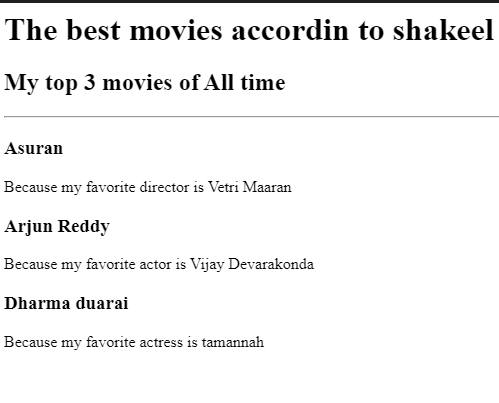 The best movies accordin to shakeel
My top 3 movies of All time
Asuran
Because my favorite director is Vetri Maaran
Arjun Reddy
Because my favorite actor is Vijay Devarakonda
Dharma duarai
Because my favorite actress is tamannah